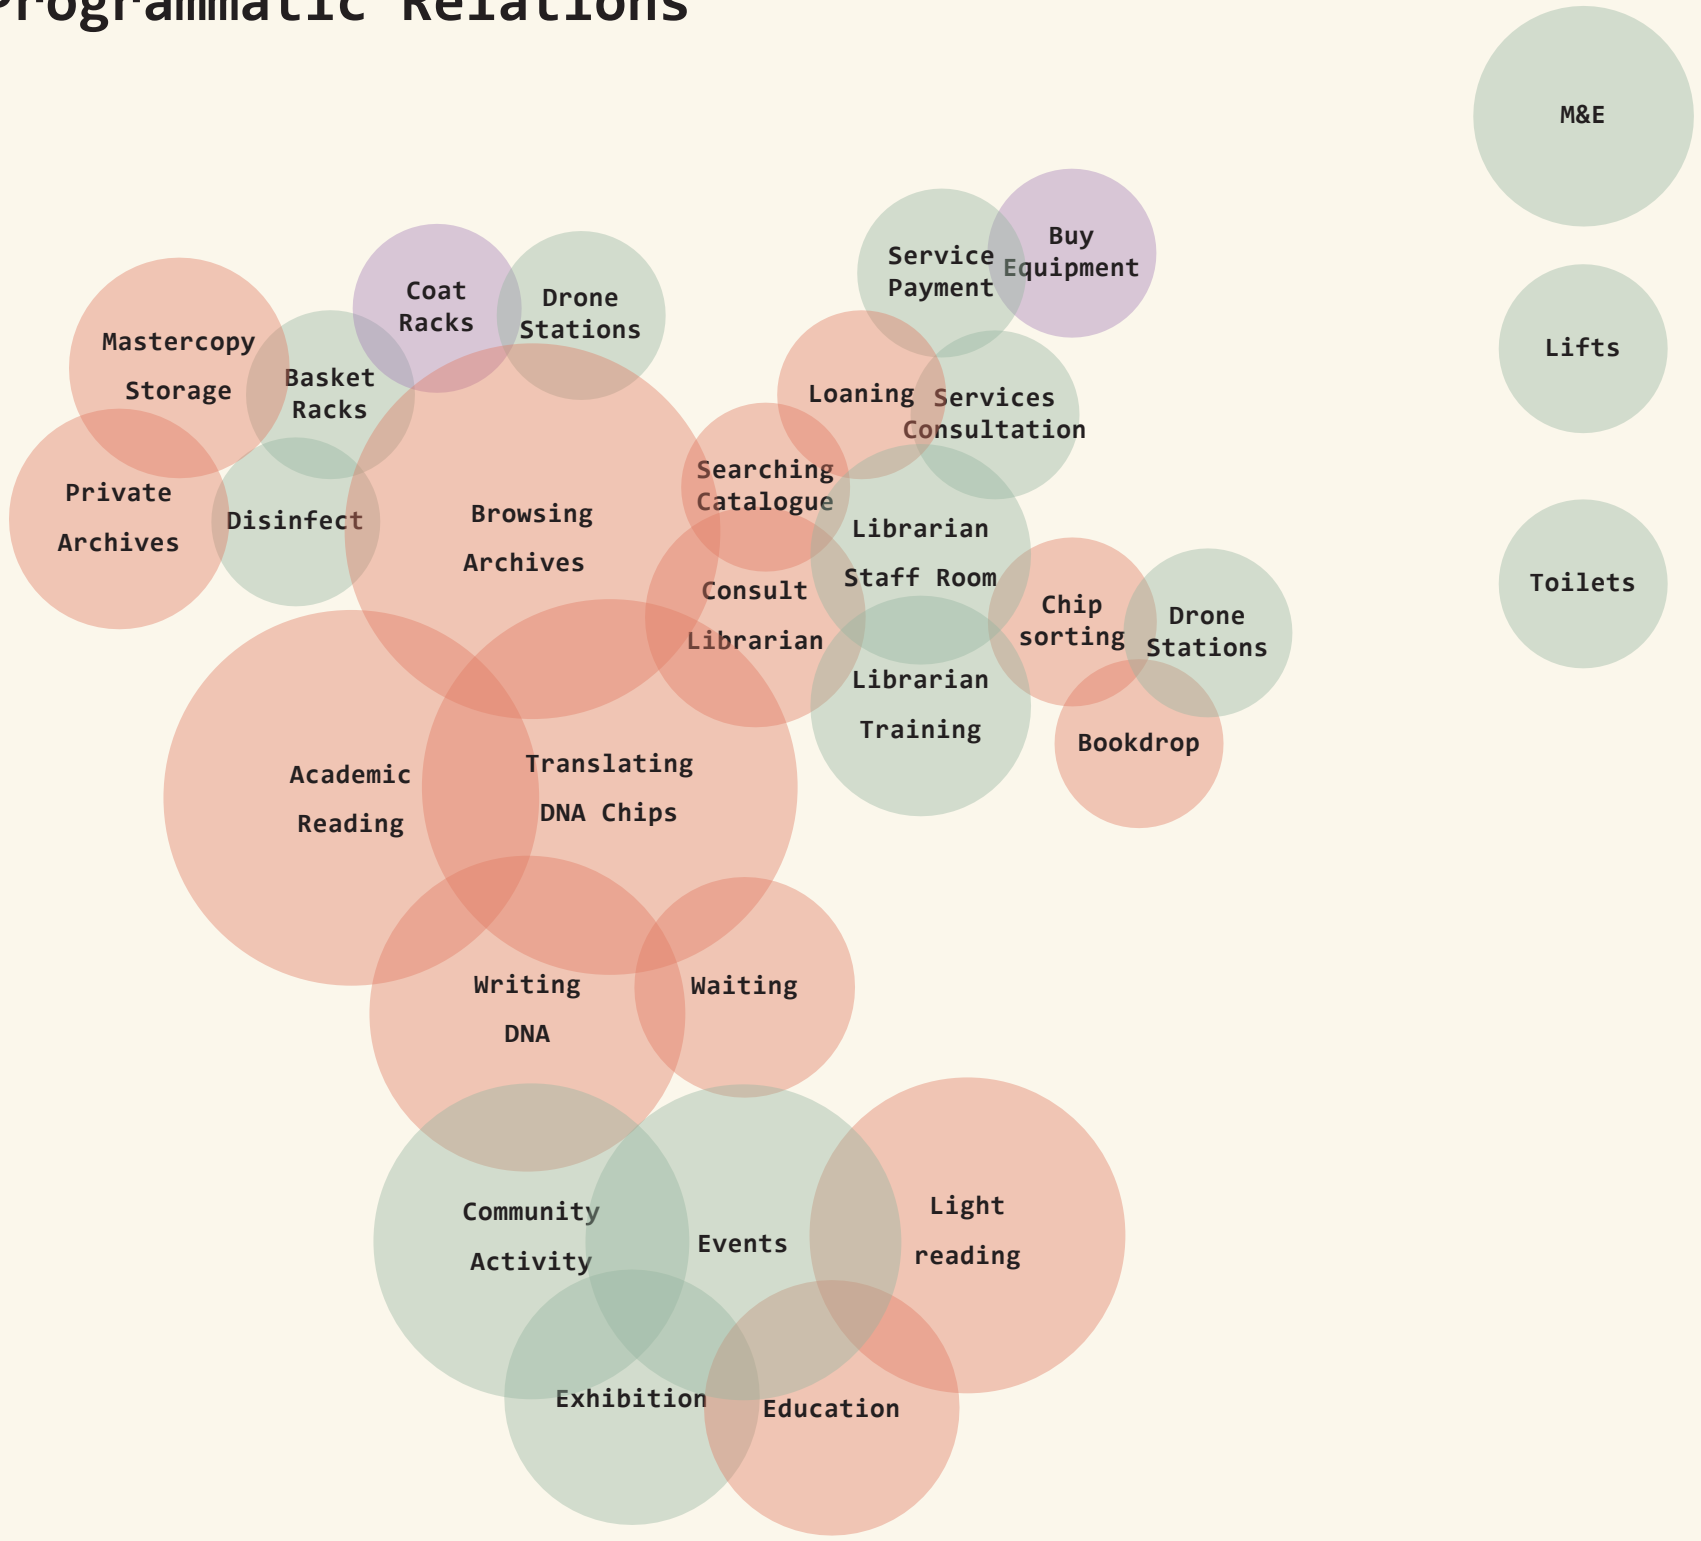 Programmatic Relations
M&E
Lifts
Toilets
Buy
Equipment
Service
Payment
Coat
Racks
Drone
Stations
Mastercopy
Storage
Basket
Racks
Loaning
Services
Consultation
Searching
Catalogue
Private
Archives
Disinfect
Browsing
Archives
Librarian
Staff Room
Consult
Librarian
Chip
sorting
Drone
Stations
Librarian
Training
Bookdrop
Academic
Reading
Translating
DNA Chips
Writing
DNA
Waiting
Community
Activity
Events
Light
reading
Exhibition
Education